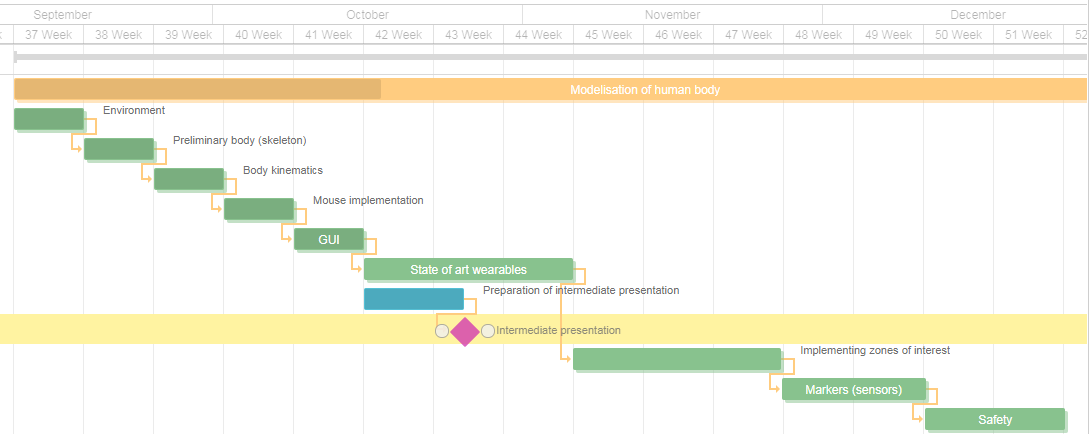 September October November December
37 Week 38 Week 39 Week 40 Week 41 Week 42 Week 43 Week 44 Week 45 Week 46 Week 47 Week 48 Week 49 Week 50 Week 51 Week 52
Modelisation of human body
Environment
Preliminary body (skeleton)
Body kinematics
Mouse implementation
GUI
State of art wearables
Preparation of intermediate presentation
Intermediate presentation
Implementing zones of interest
Markers (sensors)
Safety